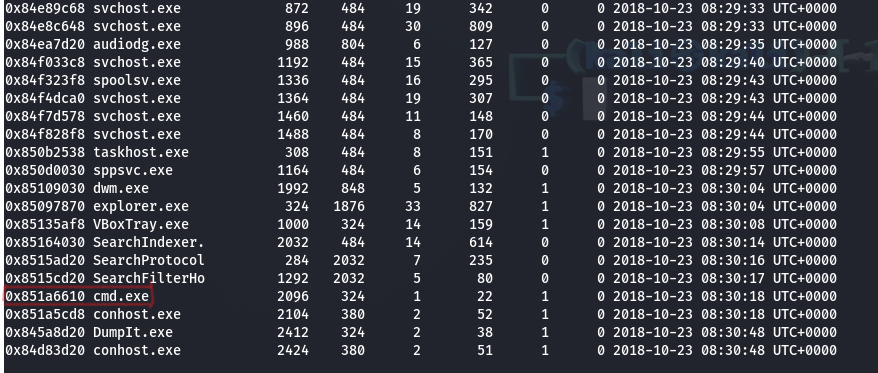 0x84e89c68 svchost.exe 872 484 19 342 0 0 2018-10-23 08:29:33 UTC+0000
0x84e8c648 svchost.exe 896 484 30 809 0 0 2018-10-23 08:29:33 UTC+0000
0x84ea7d20 audiodg.exe 988 804 6 127 0 0 2018-10-23 08:29:35 UTC+0000
0x84f033c8 svchost.exe 1192 484 15 365 0 0 2018-10-23 08:29:40 UTC+0000
0x84f323f8 spoolsv.exe 1336 484 16 295 0 0 2018-10-23 08:29:43 UTC+0000
0x84f4dca0 svchost.exe 1364 484 19 307 0 0 2018-10-23 08:29:43 UTC+0000
0x84f7d578 svchost.exe 1460 484 11 148 0 0 2018-10-23 08:29:44 UTC+0000
0x84f828f8 svchost.exe 1488 484 8 170 0 0 2018-10-23 08:29:44 UTC+0000
0x850b2538 taskhost.exe 308 484 8 151 1 0 2018-10-23 08:29:55 UTC+0000
0x850d0030 sppsvc.exe 1164 484 6 154 0 0 2018-10-23 08:29:57 UTC+0000
0x85109030 dwm.exe 1992 848 5 132 1 0 2018-10-23 08:30:04 UTC+0000
0x85097870 explorer.exe 324 1876 33 827 1 0 2018-10-23 08:30:04 UTC+0000
0x85135af8 VBoxTray.exe 1000 324 14 159 1 0 2018-10-23 08:30:08 UTC+0000
0x85164030 SearchIndexer. 2032 484 14 614 0 0 2018-10-23 08:30:14 UTC+0000
0x8515ad20 SearchProtocol 284 2032 7 235 0 0 2018-10-23 08:30:16 UTC+0000
0x8515cd20 SearchFilterHo 1292 2032 5 80 0 0 2018-10-23 08:30:17 UTC+0000
0x851a6610 cmd.exe 2096 324 1 22 1 0 2018-10-23 08:30:18 UTC+0000
0x851a5cd8 conhost.exe 2104 380 2 52 1 0 2018-10-23 08:30:18 UTC+0000
0x845a8d20 DumpIt.exe 2412 324 2 38 1 0 2018-10-23 08:30:48 UTC+0000
0x84d83d20 conhost.exe 2424 380 2 51 1 0 2018-10-23 08:30:48 UTC+0000